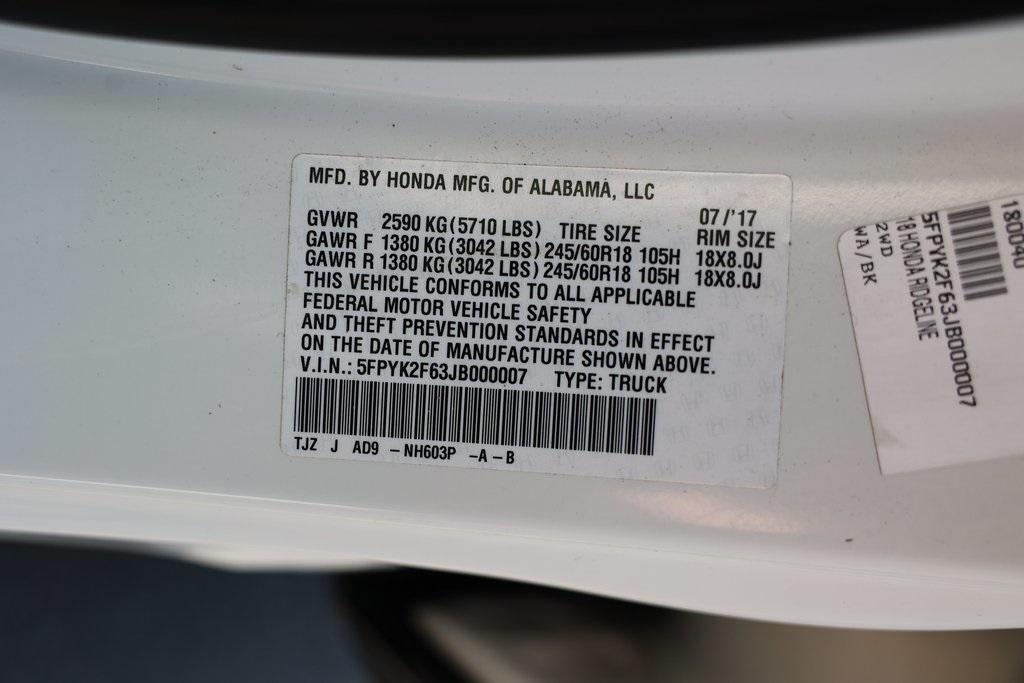 MFD. BY HONDA MFG. OF ALABAMA, LLC
07/'17
GVWR 2590 KG(5710 LBS) TIRE SIZE RIM SIZE
GAWR F 1380 KG(3042 LBS) 245/60R18 105H 18X8.0J
GAWR R 1380 KG(3042 LBS) 245/60R18 105H 18X8.0J
THIS VEHICLE CONFORMS TO ALL APPLICABLE
FEDERAL MOTOR VEHICLE SAFETY
AND THEFT PREVENTION STANDARDS IN EFFECT
ON THE DATE OF MANUFACTURE SHOWN ABOVE.
V.I.N.: 5FPYK2F63JB000007 TYPE: TRUCK
TJZ J AD9 -NH603P -A-B
180040
5FPYK2F63JB000007
18 HONDA RIDGELINE
2WD
WA/BK